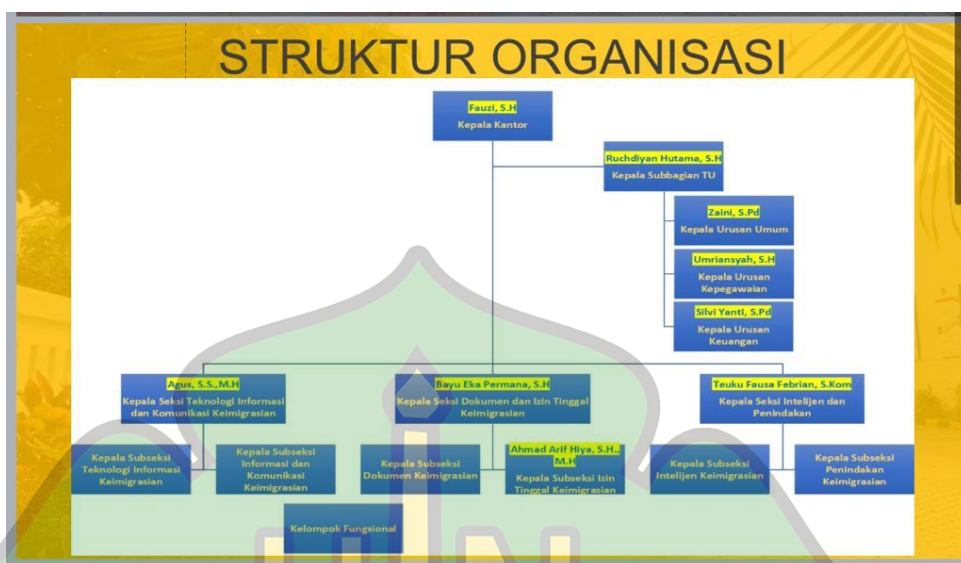 STRUKTUR ORGANISASI
Fauzi, S.H
Kepala Kantor
Ruchdiyan Hutama, S.H
Kepala Subbagian TU
Zaini, S.Pd
Kepala Urusan Umum
Umriansyah, S.H
Kepala Urusan
Kepegawaian
Silvi Yanti, S.Pd
Kepala Urusan
Keuangan
Agus, S.S.,M.H
Kepala Seksi Teknologi Informasi
dan Komunikasi Keimigrasian
Bayu Eka Permana, S.H
Kepala Seksi Dokumen dan Izin Tinggal
Keimigrasian
Teuku Fausa Febrian, S.Kom
Kepala Seksi Intelijen dan
Penindakan
Kepala Subseksi
Teknologi Informasi
Keimigrasian
Kepala Subseksi
Informasi dan
Komunikasi
Keimigrasian
Kepala Subseksi
Dokumen Keimigrasian
Ahmad Arif Hiya, S.H.,
M.H
Kepala Subseksi Izin
Tinggal Keimigrasian
Kepala Subseksi
Intelijen Keimigrasian
Kepala Subseksi
Penindakan
Keimigrasian
Kelompok Fungsional